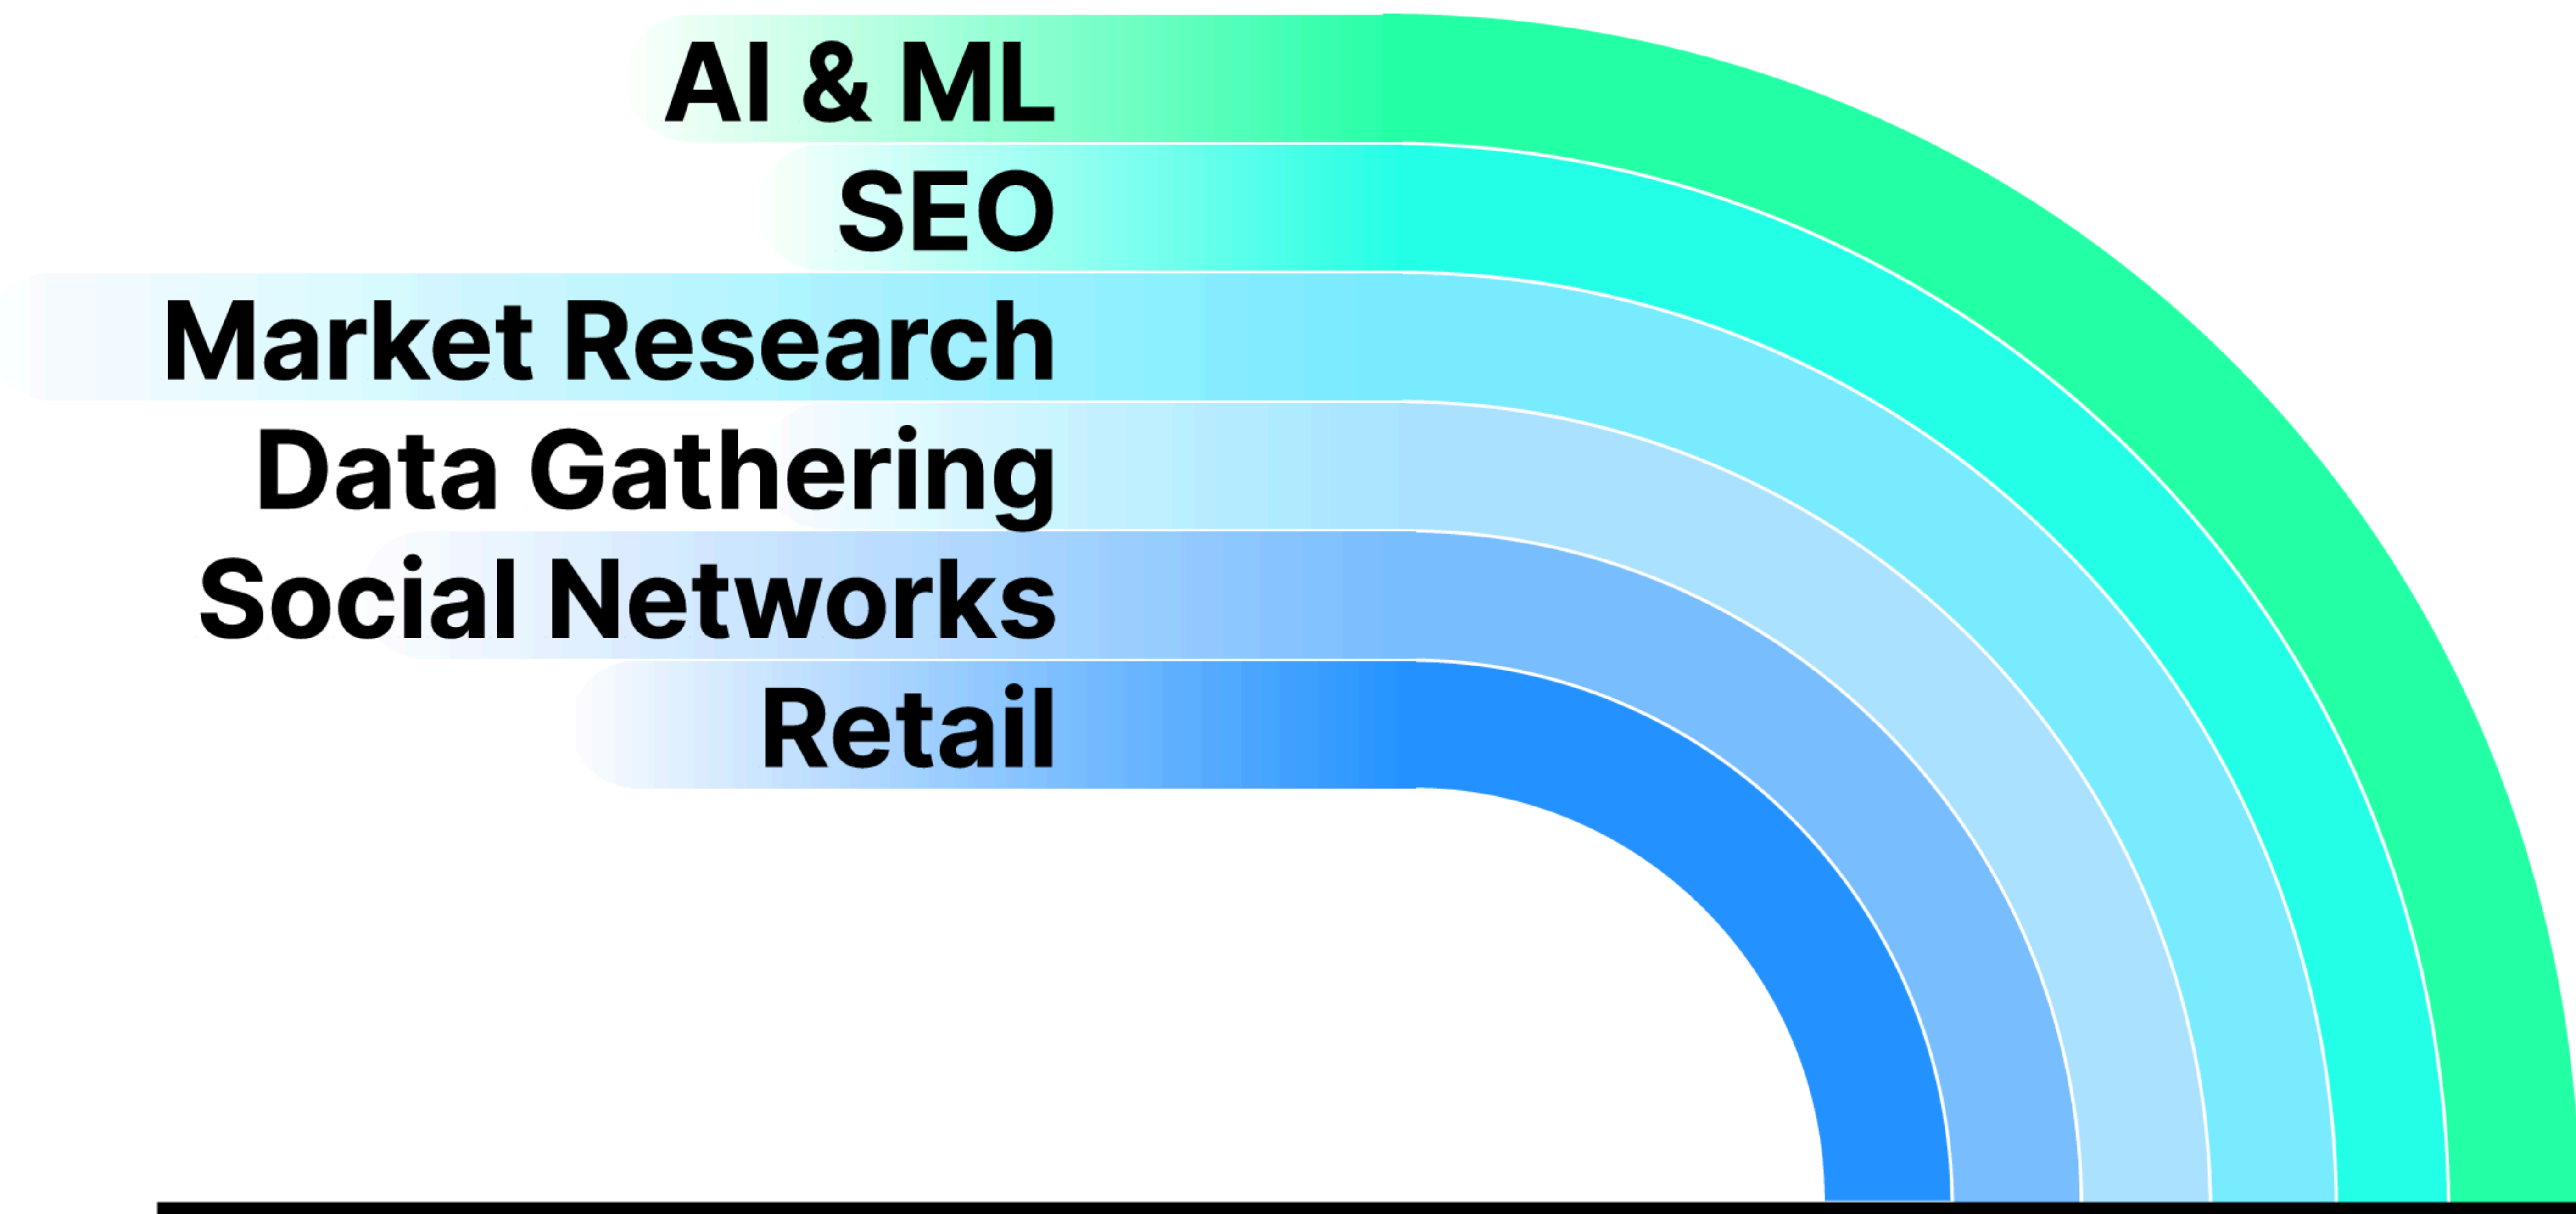 AI & ML
SEO
Market Research
Data Gathering
Social Networks
Retail